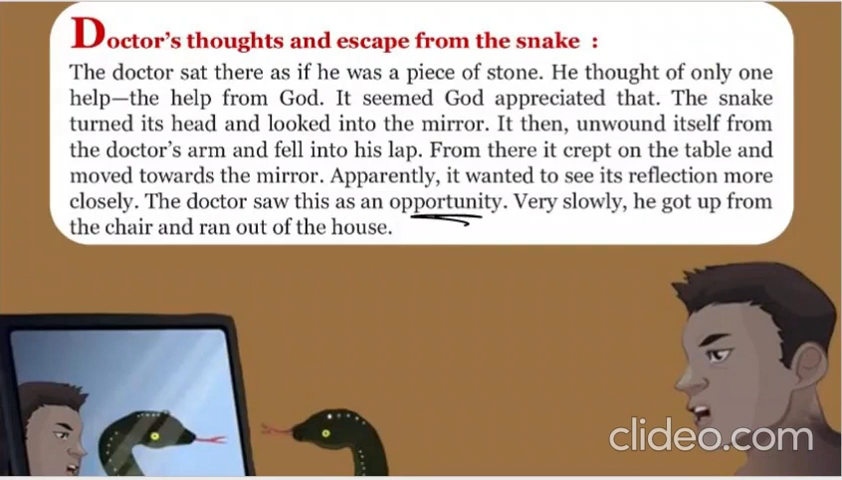 Doctor's thoughts and escape from the snake :
The doctor sat there as if he was a piece of stone. He thought of only one
help—the help from God. It seemed God appreciated that. The snake
turned its head and looked into the mirror. It then, unwound itself from
the doctor's arm and fell into his lap. From there it crept on the table and
moved towards the mirror. Apparently, it wanted to see its reflection more
closely. The doctor saw this as an opportunity. Very slowly, he got up from
the chair and ran out of the house.
clideo.com